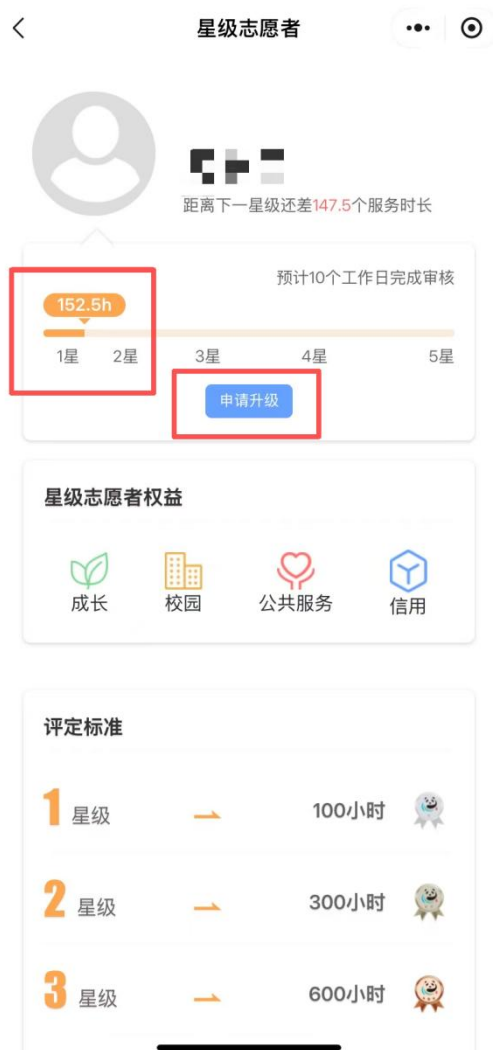 星级志愿者
距离下一星级还差147.5个服务时长
预计10个工作日完成审核
152.5h
1星 2星 3星 4星 5星
申请升级
星级志愿者权益
成长 校园 公共服务 信用
评定标准
1 星级 100小时
2 星级 300小时
3 星级 600小时